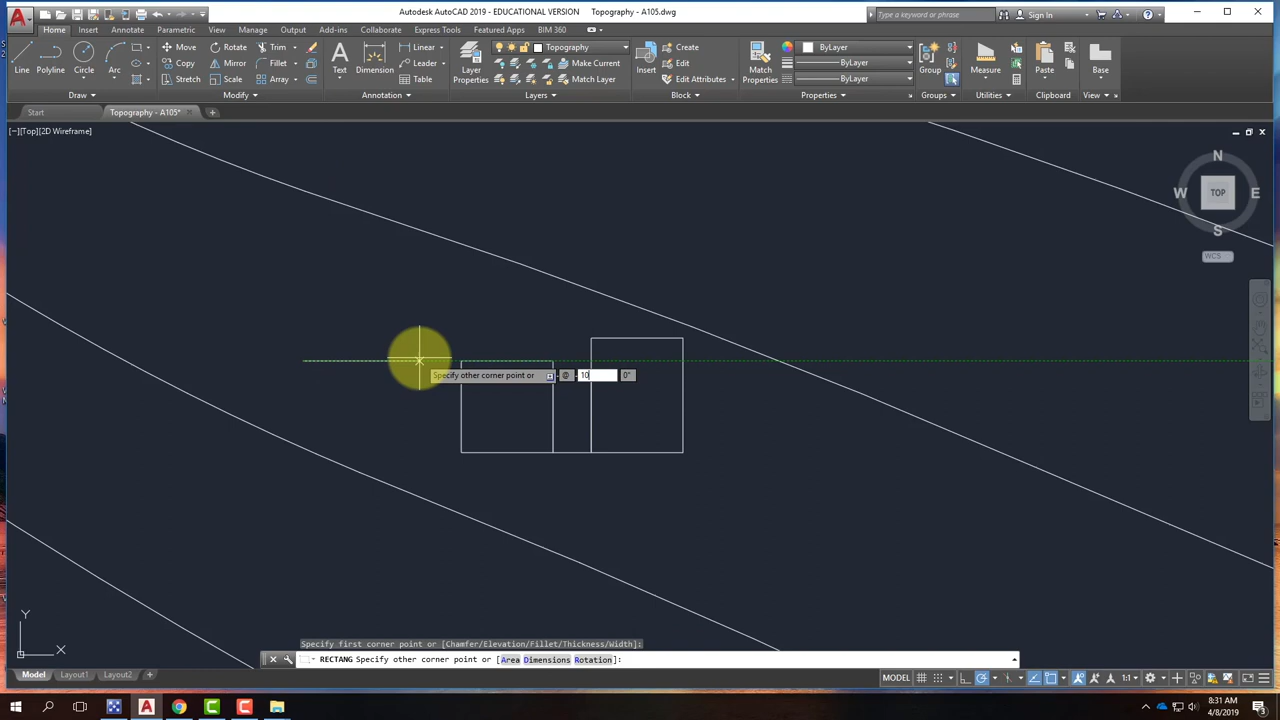 Autodesk AutoCAD 2019 - EDUCATIONAL VERSION Topography - A105.dwg
Type a keyword or phrase
Sign In
Home Insert Annotate Parametric View Manage Output Add-ins Collaborate Express Tools Featured Apps BIM 360
Move Rotate Trim Linear Topography Create ByLayer
Copy Mirror Fillet Leader Make Current Edit ByLayer
Stretch Scale Array Table Match Layer Edit Attributes ByLayer
Line Polyline Circle Arc Text Dimension Layer Properties Insert Match Properties Group Measure Paste Base
Draw Modify Annotation Layers Block Properties Groups Utilities Clipboard View
Start Topography - A105*
[−][Top][2D Wireframe]
N
W TOP E
S
WCS
Specify other corner point or @ 10 0°
Y
X
Specify first corner point or [Chamfer/Elevation/Fillet/Thickness/Width]:
RECTANG Specify other corner point or [Area Dimensions Rotation]:
Model Layout1 Layout2 +
MODEL 1:1
8:31 AM
4/8/2019